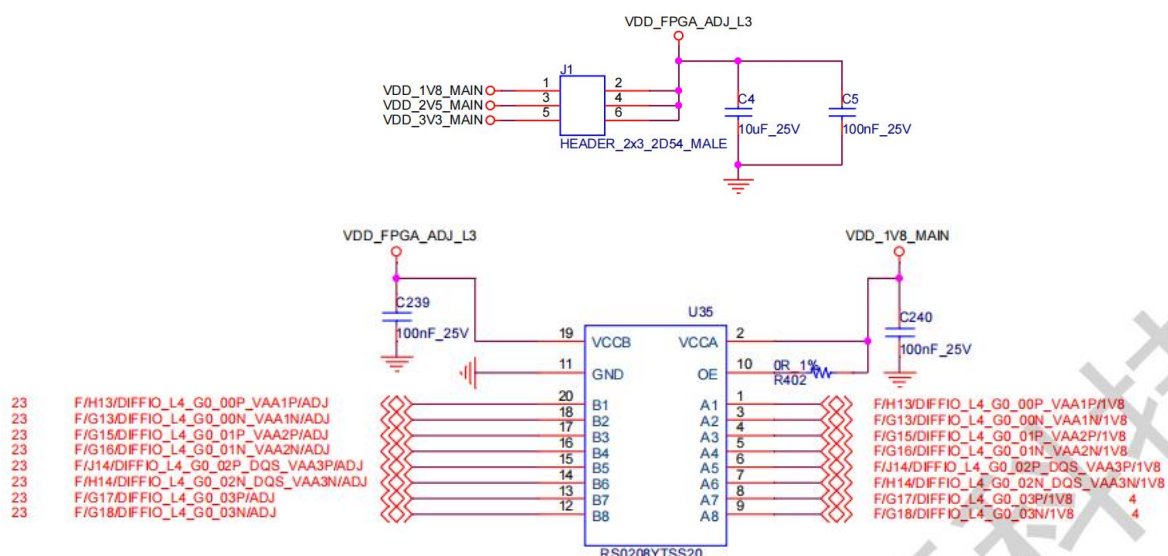 VDD_FPGA_ADJ_L3
J1
VDD_1V8_MAIN 1 2
VDD_2V5_MAIN 3 4
VDD_3V3_MAIN 5 6
HEADER_2x3_2D54_MALE
C4
10uF_25V
C5
100nF_25V
VDD_FPGA_ADJ_L3
VDD_1V8_MAIN
C239
100nF_25V
U35
C240
100nF_25V
19 VCCB VCCA 2
11 GND OE 10 0R_1%
R402
23 F/H13/DIFFIO_L4_G0_00P_VAA1P/ADJ 20 B1 A1 1 F/H13/DIFFIO_L4_G0_00P_VAA1P/1V8
23 F/G13/DIFFIO_L4_G0_00N_VAA1N/ADJ 18 B2 A2 3 F/G13/DIFFIO_L4_G0_00N_VAA1N/1V8
23 F/G15/DIFFIO_L4_G0_01P_VAA2P/ADJ 17 B3 A3 4 F/G15/DIFFIO_L4_G0_01P_VAA2P/1V8
23 F/G16/DIFFIO_L4_G0_01N_VAA2N/ADJ 16 B4 A4 5 F/G16/DIFFIO_L4_G0_01N_VAA2N/1V8
23 F/J14/DIFFIO_L4_G0_02P_DQS_VAA3P/ADJ 15 B5 A5 6 F/J14/DIFFIO_L4_G0_02P_DQS_VAA3P/1V8
23 F/H14/DIFFIO_L4_G0_02N_DQS_VAA3N/ADJ 14 B6 A6 7 F/H14/DIFFIO_L4_G0_02N_DQS_VAA3N/1V8
23 F/G17/DIFFIO_L4_G0_03P/ADJ 13 B7 A7 8 F/G17/DIFFIO_L4_G0_03P/1V8 4
23 F/G18/DIFFIO_L4_G0_03N/ADJ 12 B8 A8 9 F/G18/DIFFIO_L4_G0_03N/1V8 4
RS0208YTSS20